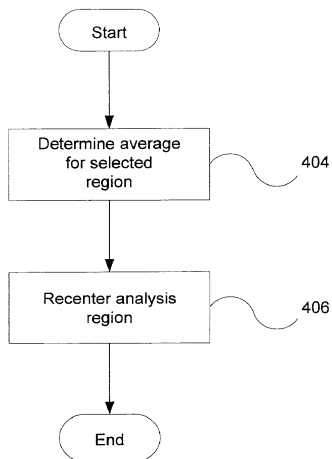 Start
Determine average
for selected
region
404
Recenter analysis
region
406
End